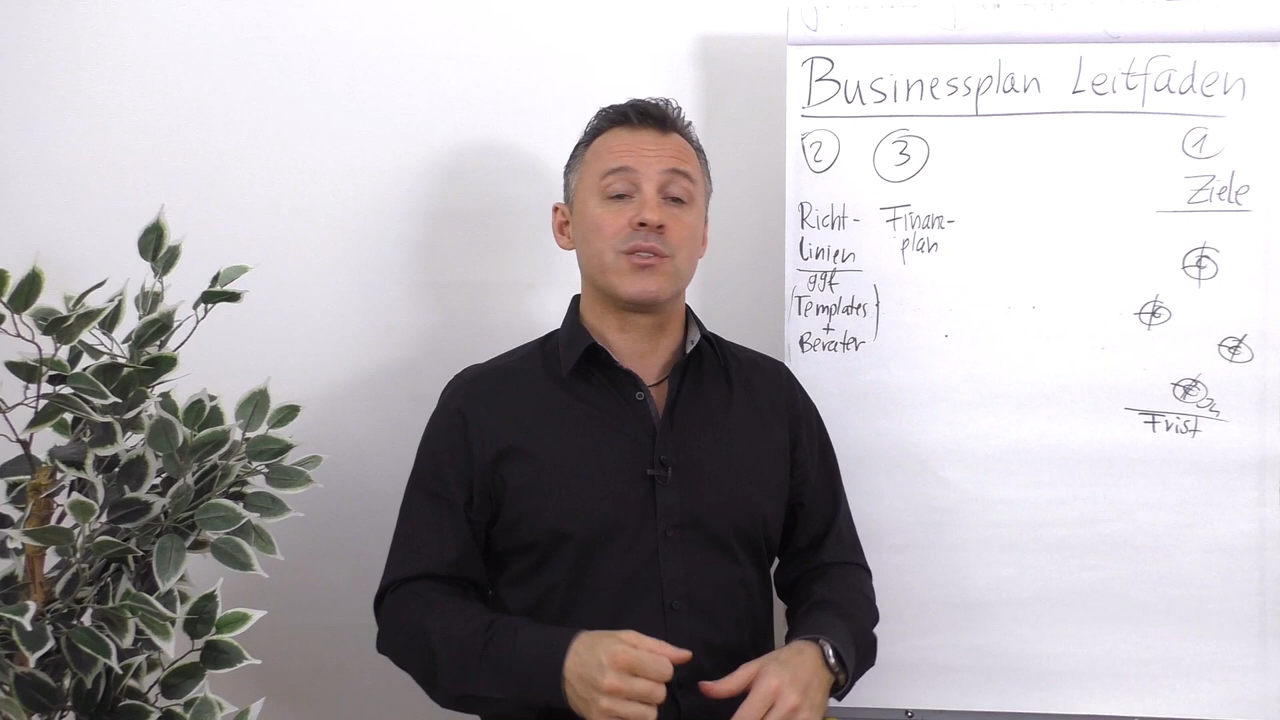 Businessplan Leitfaden
2 3 1
Ziele
Richt-
linien
ggf
(Templates
+
Berater)
Finanz-
plan
Frist